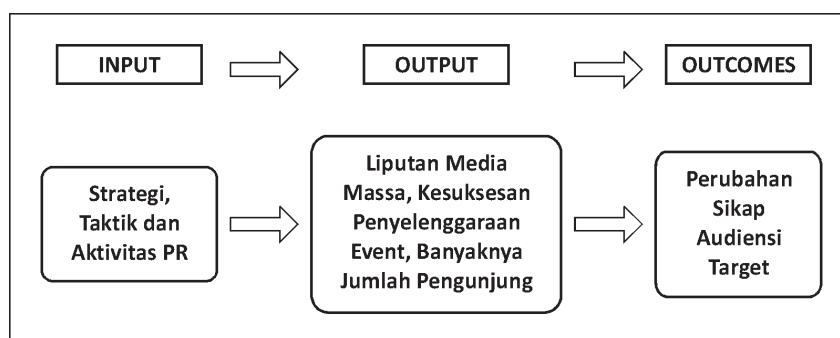 INPUT
OUTPUT
OUTCOMES
Strategi,
Taktik dan
Aktivitas PR
Liputan Media
Massa, Kesuksesan
Penyelenggaraan
Event, Banyaknya
Jumlah Pengunjung
Perubahan
Sikap
Audiensi
Target